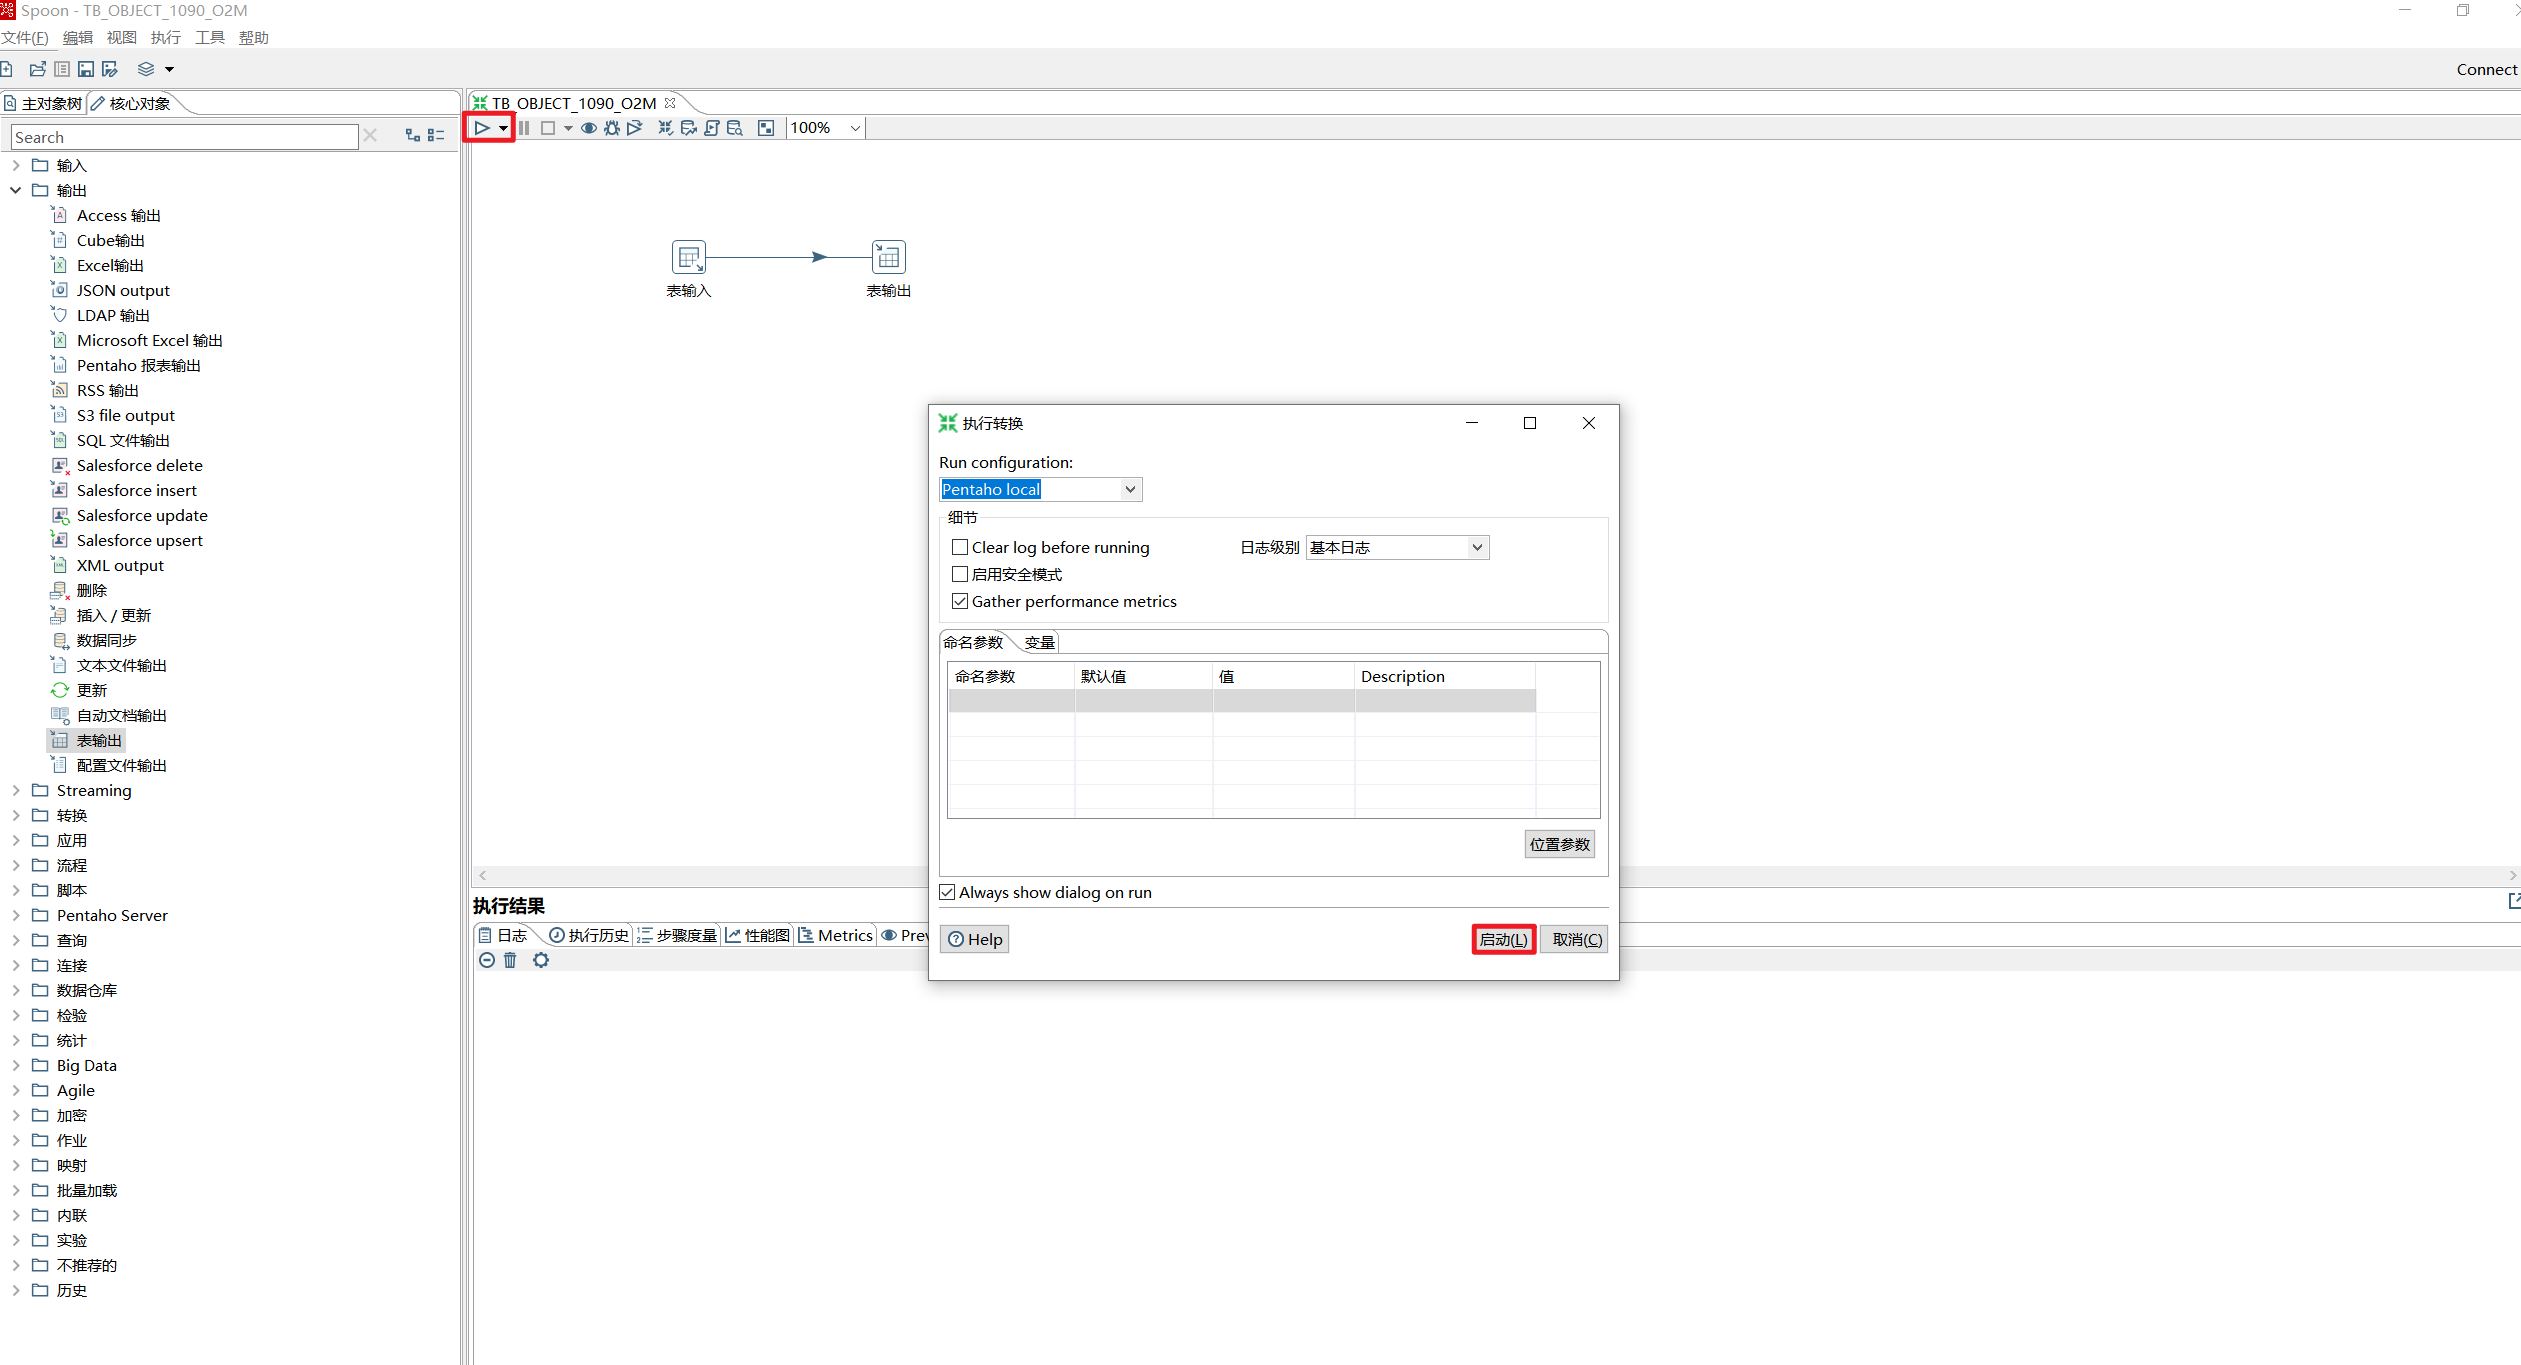 Spoon - TB_OBJECT_1090_O2M
文件(F) 编辑 视图 执行 工具 帮助
Connect
主对象树 核心对象
Search
输入
输出
Access 输出
Cube输出
Excel输出
JSON output
LDAP 输出
Microsoft Excel 输出
Pentaho 报表输出
RSS 输出
S3 file output
SQL 文件输出
Salesforce delete
Salesforce insert
Salesforce update
Salesforce upsert
XML output
删除
插入 / 更新
数据同步
文本文件输出
更新
自动文档输出
表输出
配置文件输出
Streaming
转换
应用
流程
脚本
Pentaho Server
查询
连接
数据仓库
检验
统计
Big Data
Agile
加密
作业
映射
批量加载
内联
实验
不推荐的
历史
TB_OBJECT_1090_O2M
100%
表输入 表输出
执行转换
Run configuration:
Pentaho local
细节
Clear log before running 日志级别 基本日志
启用安全模式
Gather performance metrics
命名参数 变量
命名参数 默认值 值 Description
位置参数
Always show dialog on run
Help 启动(L) 取消(C)
执行结果
日志 执行历史 步骤度量 性能图 Metrics Prev